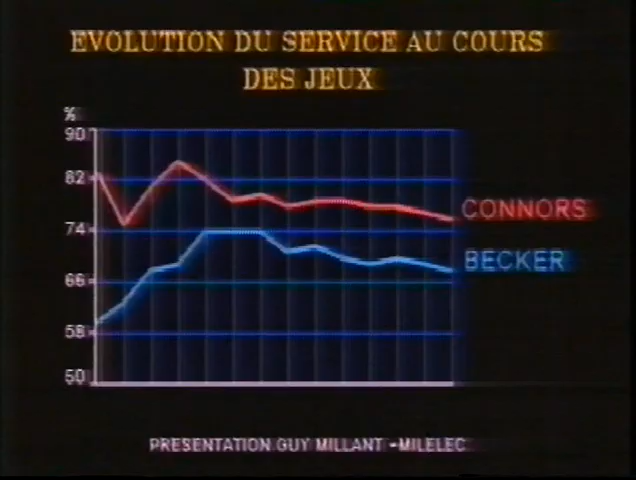 EVOLUTION DU SERVICE AU COURS
DES JEUX
%
90
82
74
66
58
50
CONNORS
BECKER
PRESENTATION GUY MILLANT - MILELEC